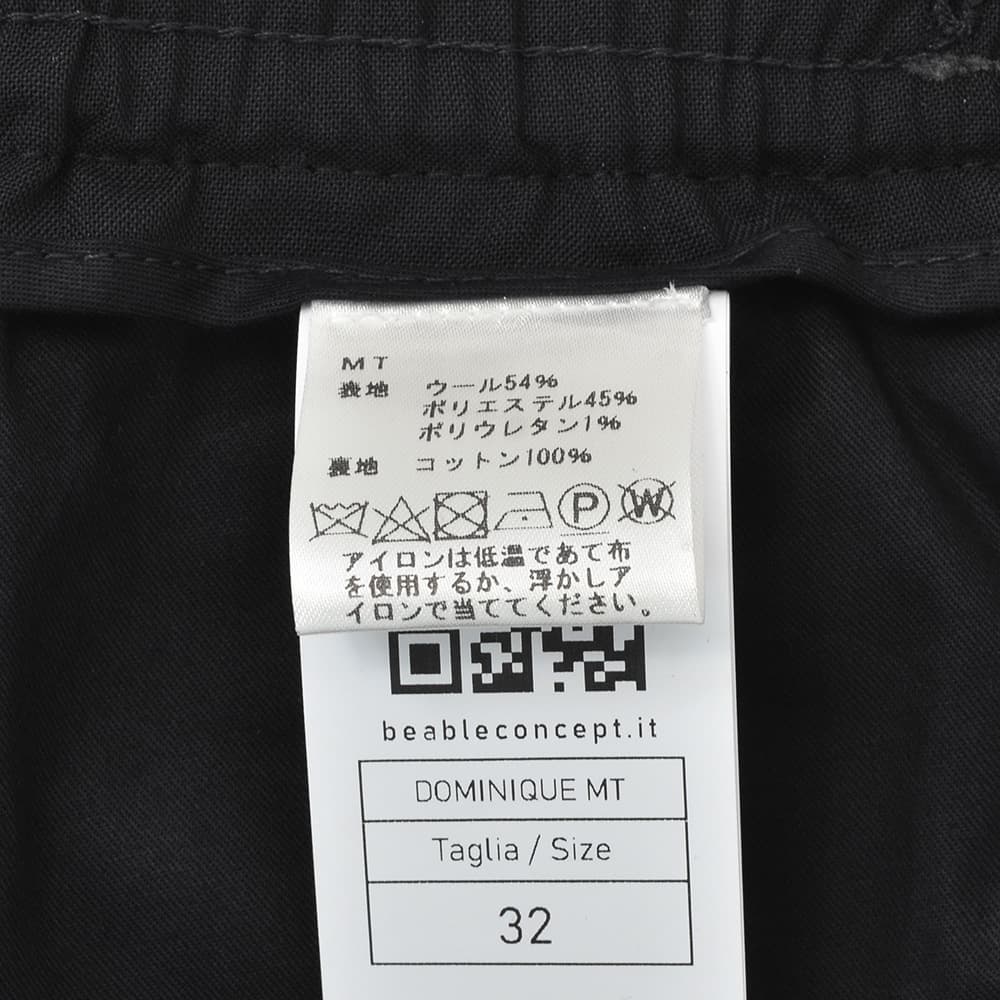 MT
表地 ウール54%
ポリエステル45%
ポリウレタン1%
裏地 コットン100%
P W
アイロンは低温であて布
を使用するか、浮かしア
イロンで当ててください。
beableconcept.it
DOMINIQUE MT
Taglia / Size
32